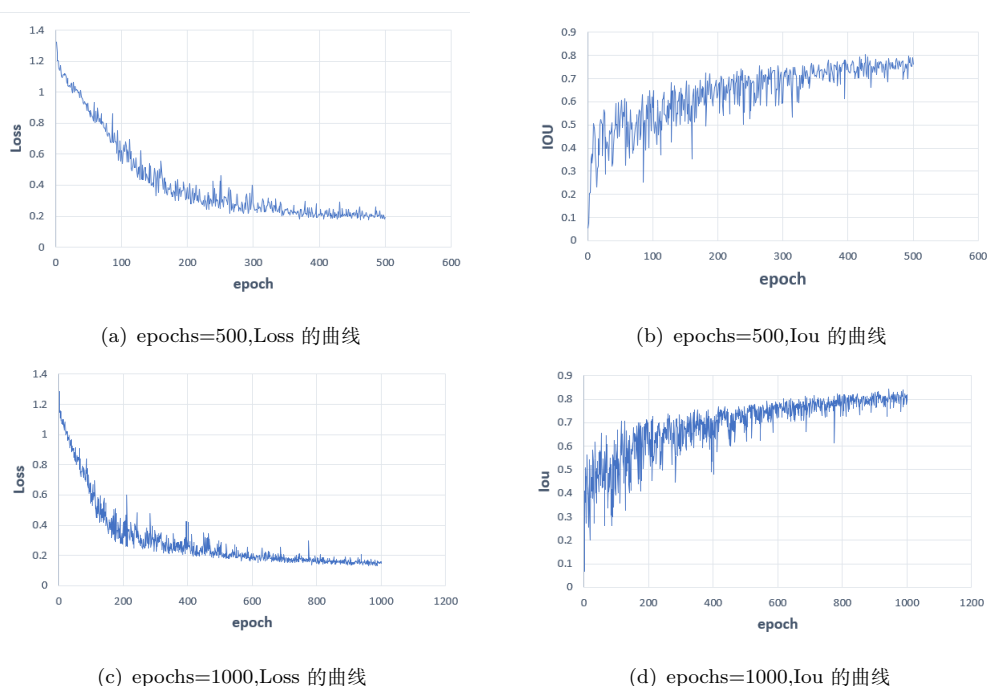 1.4
1.2
1
0.8
0.6
0.4
0.2
0
Loss
0 100 200 300 400 500 600
epoch
(a) epochs=500,Loss 的曲线
0.9
0.8
0.7
0.6
0.5
0.4
0.3
0.2
0.1
0
IOU
0 100 200 300 400 500 600
epoch
(b) epochs=500,Iou 的曲线
1.4
1.2
1
0.8
0.6
0.4
0.2
0
Loss
0 200 400 600 800 1000 1200
epoch
(c) epochs=1000,Loss 的曲线
0.9
0.8
0.7
0.6
0.5
0.4
0.3
0.2
0.1
0
Iou
0 200 400 600 800 1000 1200
epoch
(d) epochs=1000,Iou 的曲线